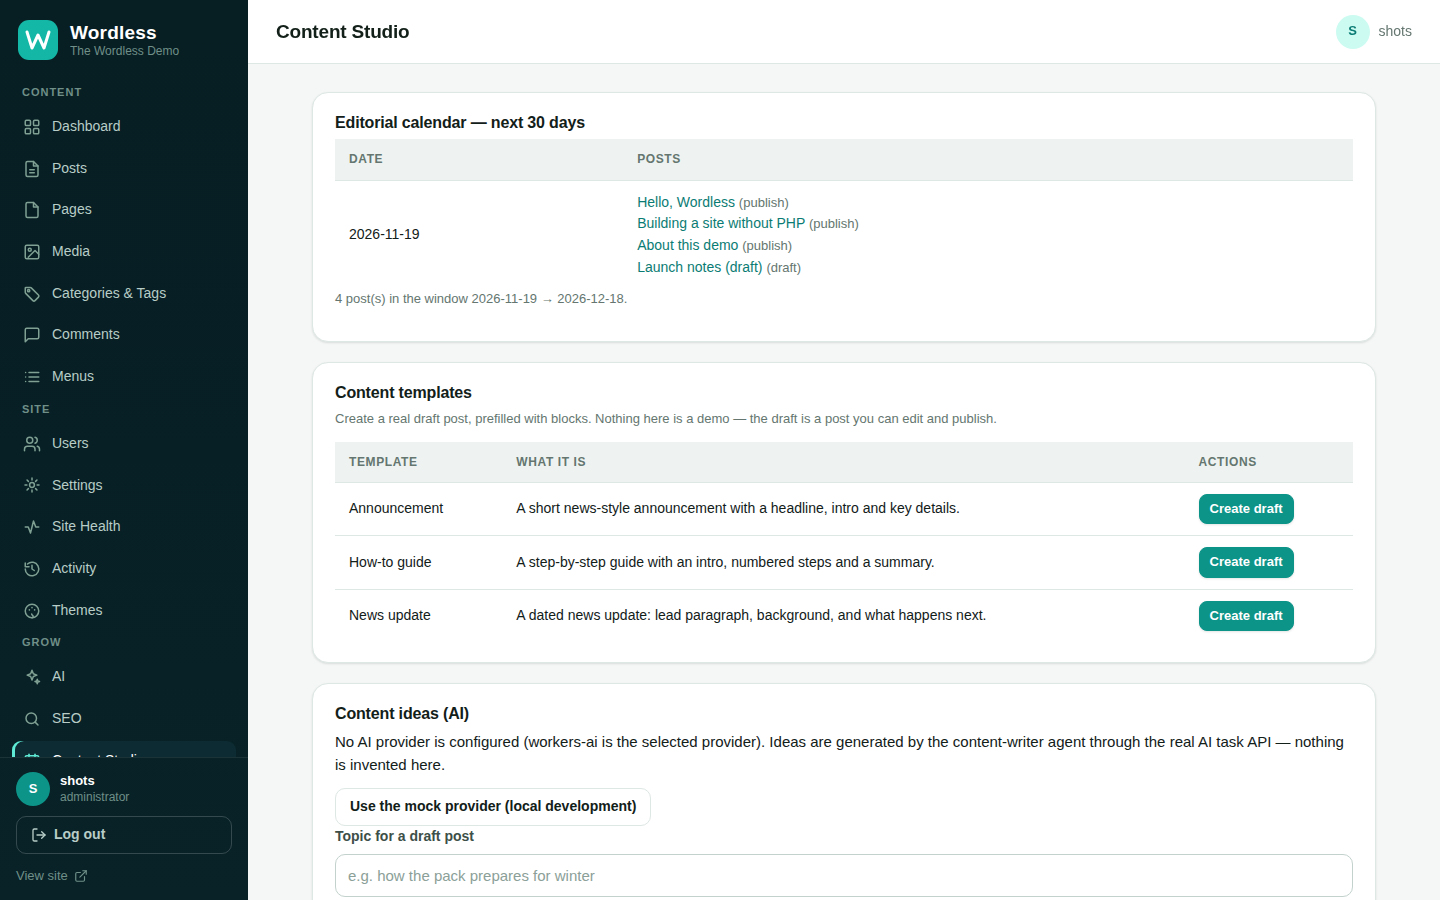 Wordless
The Wordless Demo
CONTENT
Dashboard
Posts
Pages
Media
Categories & Tags
Comments
Menus
SITE
Users
Settings
Site Health
Activity
Themes
GROW
AI
SEO
Content Studio
S
shots
administrator
Log out
View site
Content Studio
S shots
Editorial calendar — next 30 days
DATE POSTS
2026-11-19
Hello, Wordless (publish)
Building a site without PHP (publish)
About this demo (publish)
Launch notes (draft) (draft)
4 post(s) in the window 2026-11-19 → 2026-12-18.
Content templates
Create a real draft post, prefilled with blocks. Nothing here is a demo — the draft is a post you can edit and publish.
TEMPLATE WHAT IT IS ACTIONS
Announcement A short news-style announcement with a headline, intro and key details. Create draft
How-to guide A step-by-step guide with an intro, numbered steps and a summary. Create draft
News update A dated news update: lead paragraph, background, and what happens next. Create draft
Content ideas (AI)
No AI provider is configured (workers-ai is the selected provider). Ideas are generated by the content-writer agent through the real AI task API — nothing
is invented here.
Use the mock provider (local development)
Topic for a draft post
e.g. how the pack prepares for winter